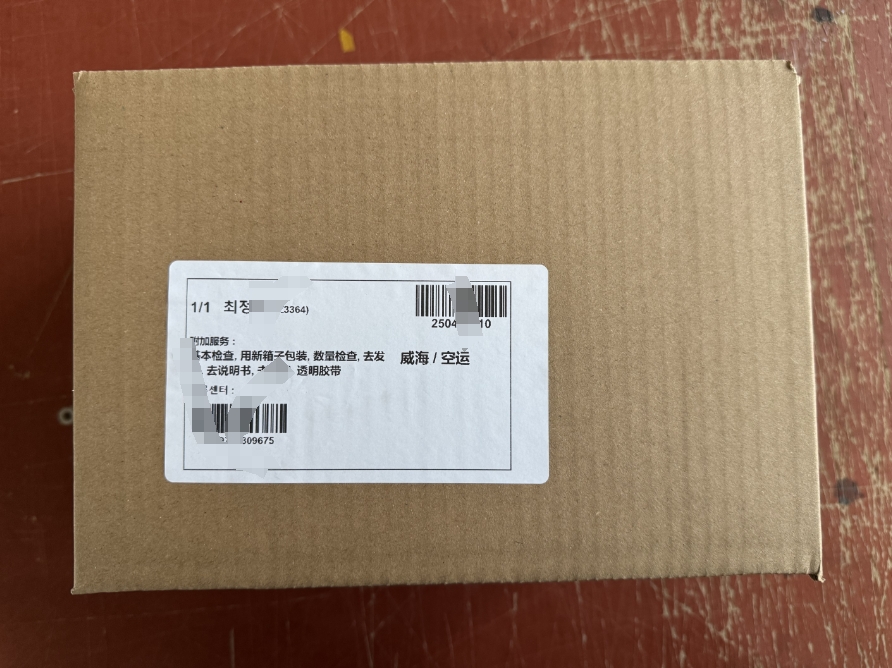 1/1 최정 3364)
2504 10
附加服务:
基本检查, 用新箱子包装, 数量检查, 去发
, 去说明书, 透明胶带
威海 / 空运
센터 :
809675